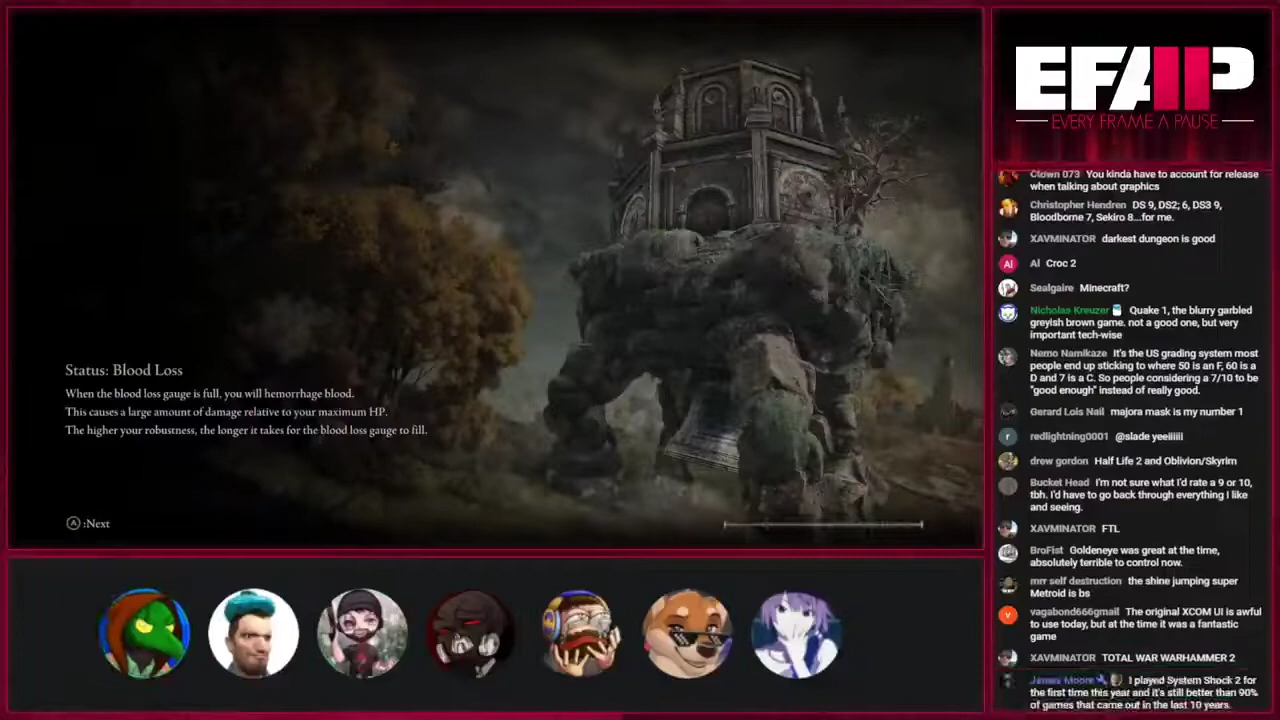 Status: Blood Loss
When the blood loss gauge is full, you will hemorrhage blood.
This causes a large amount of damage relative to your maximum HP.
The higher your robustness, the longer it takes for the blood loss gauge to fill.
A :Next
EFAP
EVERY FRAME A PAUSE
Clown 073 You kinda have to account for release
when talking about graphics
Christopher Hendren DS 9, DS2; 6, DS3 9,
Bloodborne 7, Sekiro 8...for me.
XAVMINATOR darkest dungeon is good
Al Al Croc 2
Sealgaire Minecraft?
Nicholas Kreuzer Quake 1, the blurry garbled
greyish brown game. not a good one, but very
important tech-wise
Nemo Namikaze It's the US grading system most
people end up sticking to where 50 is an F, 60 is a
D and 7 is a C. So people considering a 7/10 to be
"good enough" instead of really good.
Gerard Lois Nail majora mask is my number 1
r redlightning0001 @slade yeeiiiiil
drew gordon Half Life 2 and Oblivion/Skyrim
Bucket Head I'm not sure what I'd rate a 9 or 10,
tbh. I'd have to go back through everything I like
and seeing.
XAVMINATOR FTL
BroFist Goldeneye was great at the time,
absolutely terrible to control now.
mrr self destruction the shine jumping super
Metroid is bs
V vagabond666gmail The original XCOM UI is awful
to use today, but at the time it was a fantastic
game
XAVMINATOR TOTAL WAR WARHAMMER 2
James Moore I played System Shock 2 for
the first time this year and it's still better than 90%
of games that came out in the last 10 years.